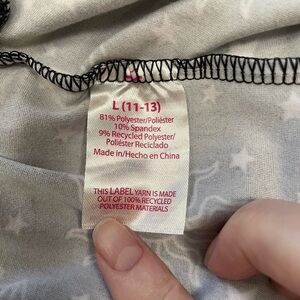 L (11-13)
81% Polyester/Poliéster
10% Spandex
9% Recycled Polyester/
Poliéster Reciclado
Made in/Hecho en China
THIS LABEL YARN IS MADE
OUT OF 100% RECYCLED
POLYESTER MATERIALS